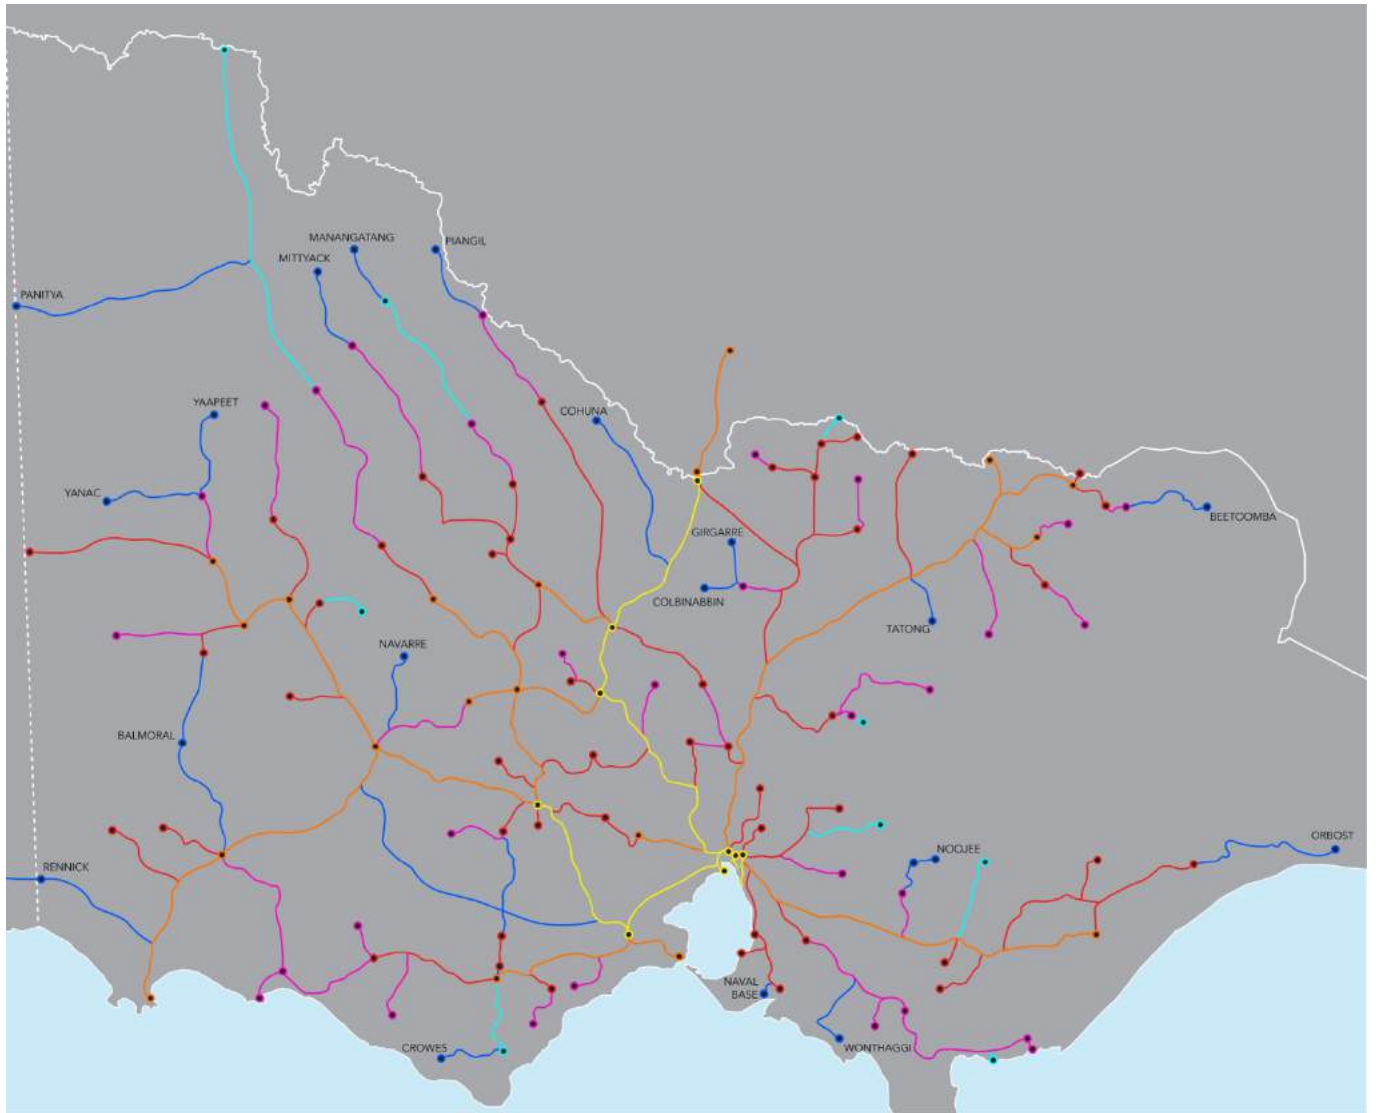 MANANGATANG
PIANGIL
MITTYACK
PANITYA
YAAPEET
COHUNA
YANAC
BEETOOMBA
GIRGARRE
COLBINABBIN
TATONG
NAVARRE
BALMORAL
ORBOST
NOOJEE
RENNICK
NAVAL
BASE
CROWES
WONTHAGGI